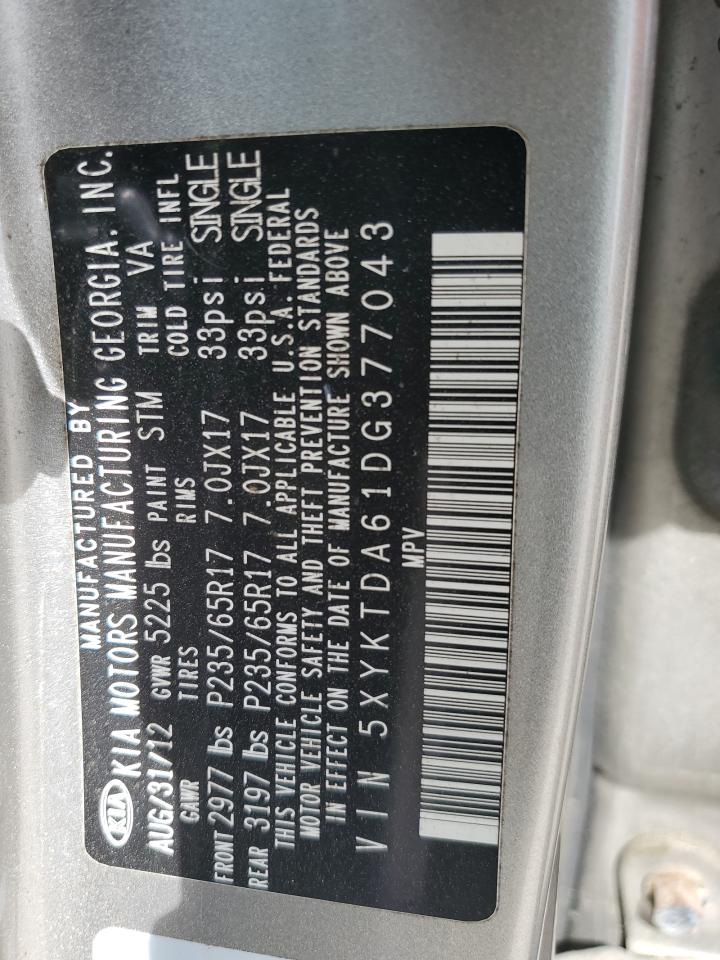 MANUFACTURED BY
KIA KIA MOTORS MANUFACTURING GEORGIA, INC.
AUG/31/12 GVWR 5225 lbs PAINT STM TRIM VA
GAWR TIRES RIMS COLD TIRE INFL
FRONT 2977 lbs P235/65R17 7.0JX17 33psi SINGLE
REAR 3197 lbs P235/65R17 7.0JX17 33psi SINGLE
THIS VEHICLE CONFORMS TO ALL APPLICABLE U.S.A. FEDERAL
MOTOR VEHICLE SAFETY AND THEFT PREVENTION STANDARDS
IN EFFECT ON THE DATE OF MANUFACTURE SHOWN ABOVE
VIN 5XYKTDA61DG377043
MPV